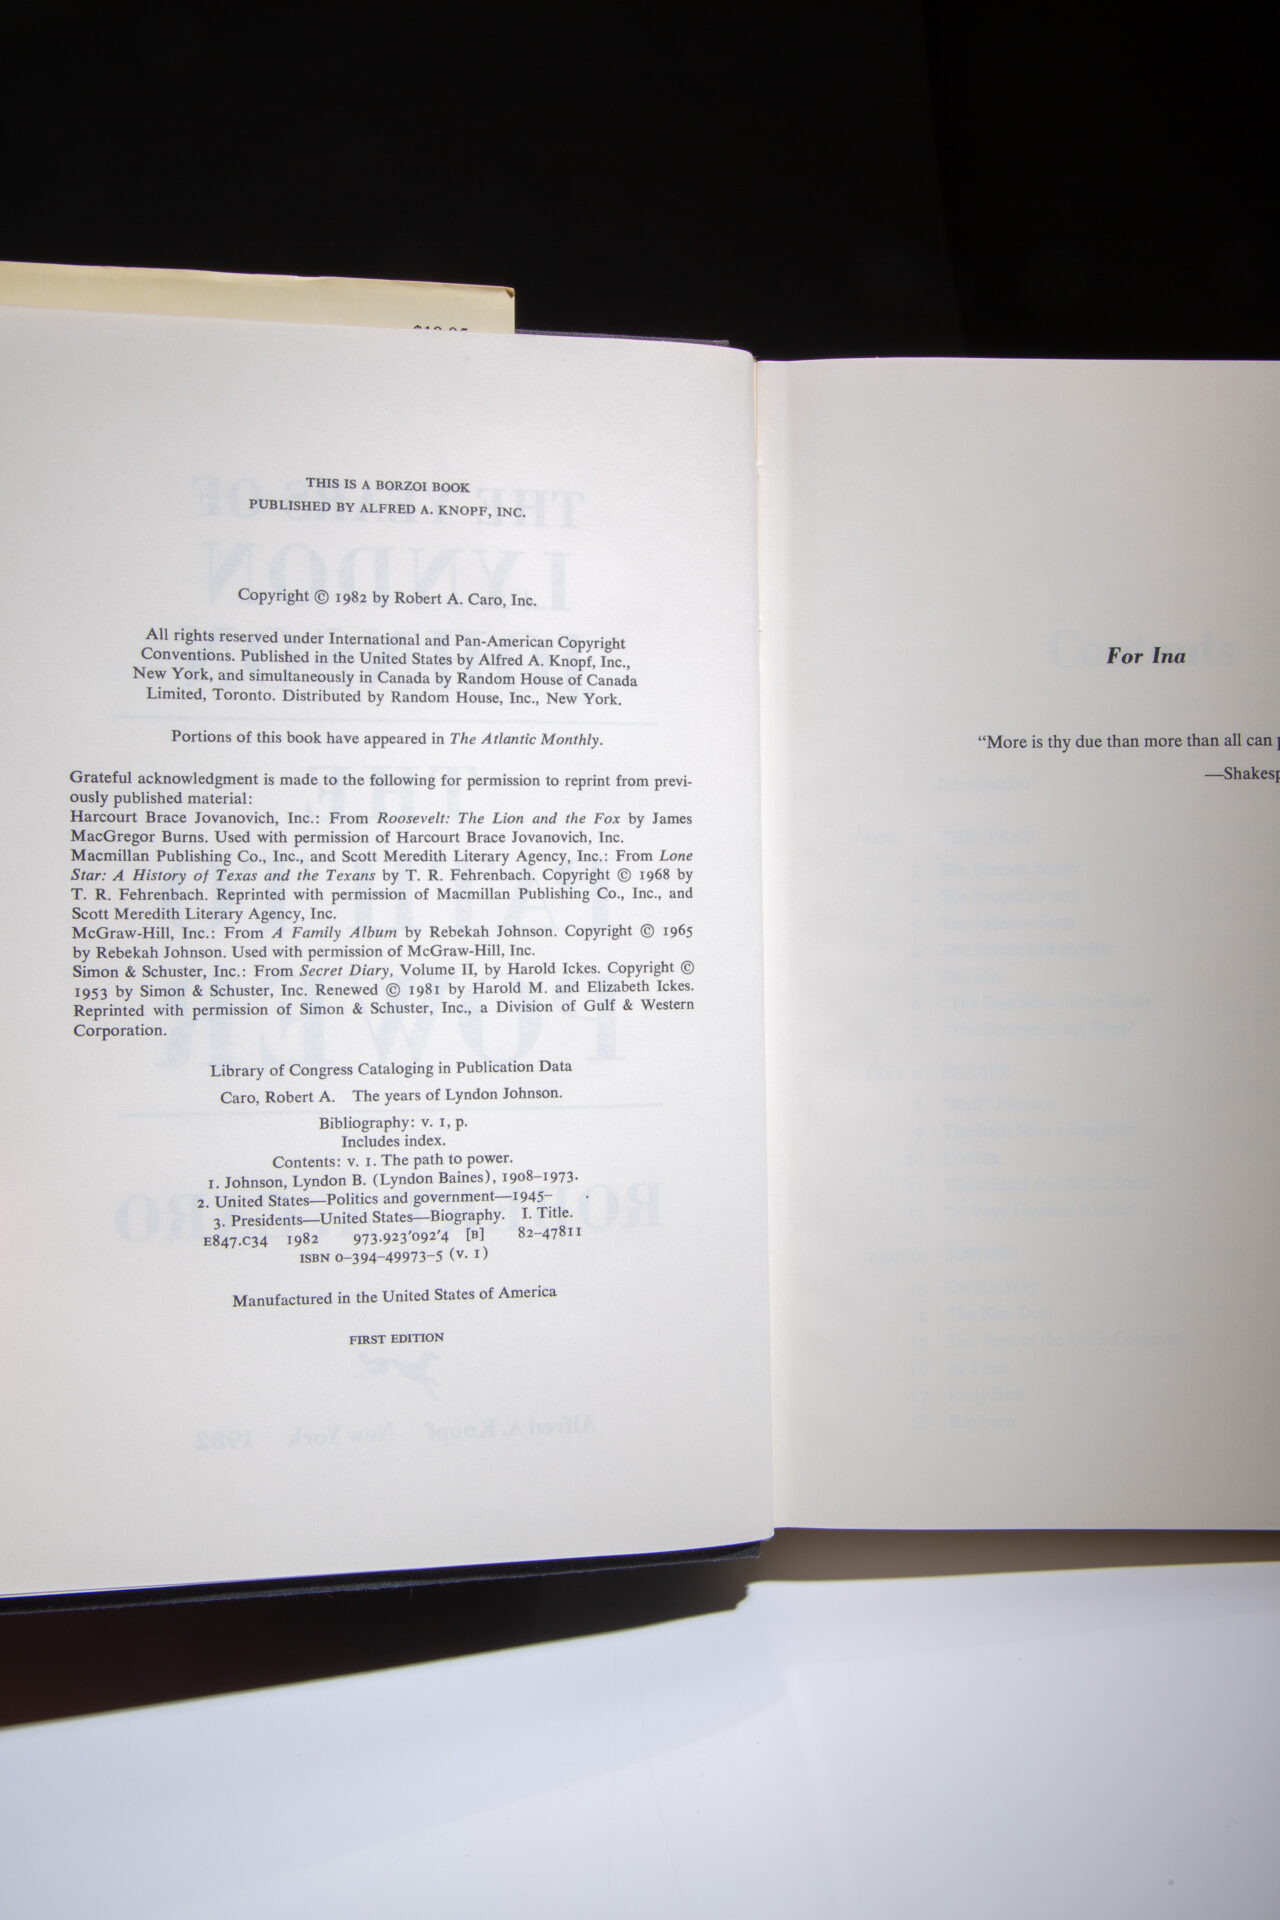 THIS IS A BORZOI BOOK
PUBLISHED BY ALFRED A. KNOPF, INC.
Copyright © 1982 by Robert A. Caro, Inc.
All rights reserved under International and Pan-American Copyright
Conventions. Published in the United States by Alfred A. Knopf, Inc.,
New York, and simultaneously in Canada by Random House of Canada
Limited, Toronto. Distributed by Random House, Inc., New York.
Portions of this book have appeared in The Atlantic Monthly.
Grateful acknowledgment is made to the following for permission to reprint from previ-
ously published material:
Harcourt Brace Jovanovich, Inc.: From Roosevelt: The Lion and the Fox by James
MacGregor Burns. Used with permission of Harcourt Brace Jovanovich, Inc.
Macmillan Publishing Co., Inc., and Scott Meredith Literary Agency, Inc.: From Lone
Star: A History of Texas and the Texans by T. R. Fehrenbach. Copyright © 1968 by
T. R. Fehrenbach. Reprinted with permission of Macmillan Publishing Co., Inc., and
Scott Meredith Literary Agency, Inc.
McGraw-Hill, Inc.: From A Family Album by Rebekah Johnson. Copyright © 1965
by Rebekah Johnson. Used with permission of McGraw-Hill, Inc.
Simon & Schuster, Inc.: From Secret Diary, Volume II, by Harold Ickes. Copyright ©
1953 by Simon & Schuster, Inc. Renewed © 1981 by Harold M. and Elizabeth Ickes.
Reprinted with permission of Simon & Schuster, Inc., a Division of Gulf & Western
Corporation.
Library of Congress Cataloging in Publication Data
Caro, Robert A. The years of Lyndon Johnson.
Bibliography: v. 1, p.
Includes index.
Contents: v. 1. The path to power.
1. Johnson, Lyndon B. (Lyndon Baines), 1908–1973.
2. United States—Politics and government—1945– .
3. Presidents—United States—Biography. I. Title.
E847.C34 1982 973.923'092'4 [B] 82-47811
ISBN 0-394-49973-5 (v. 1)
Manufactured in the United States of America
FIRST EDITION
For Ina
“More is thy due than more than all can p
—Shakesp